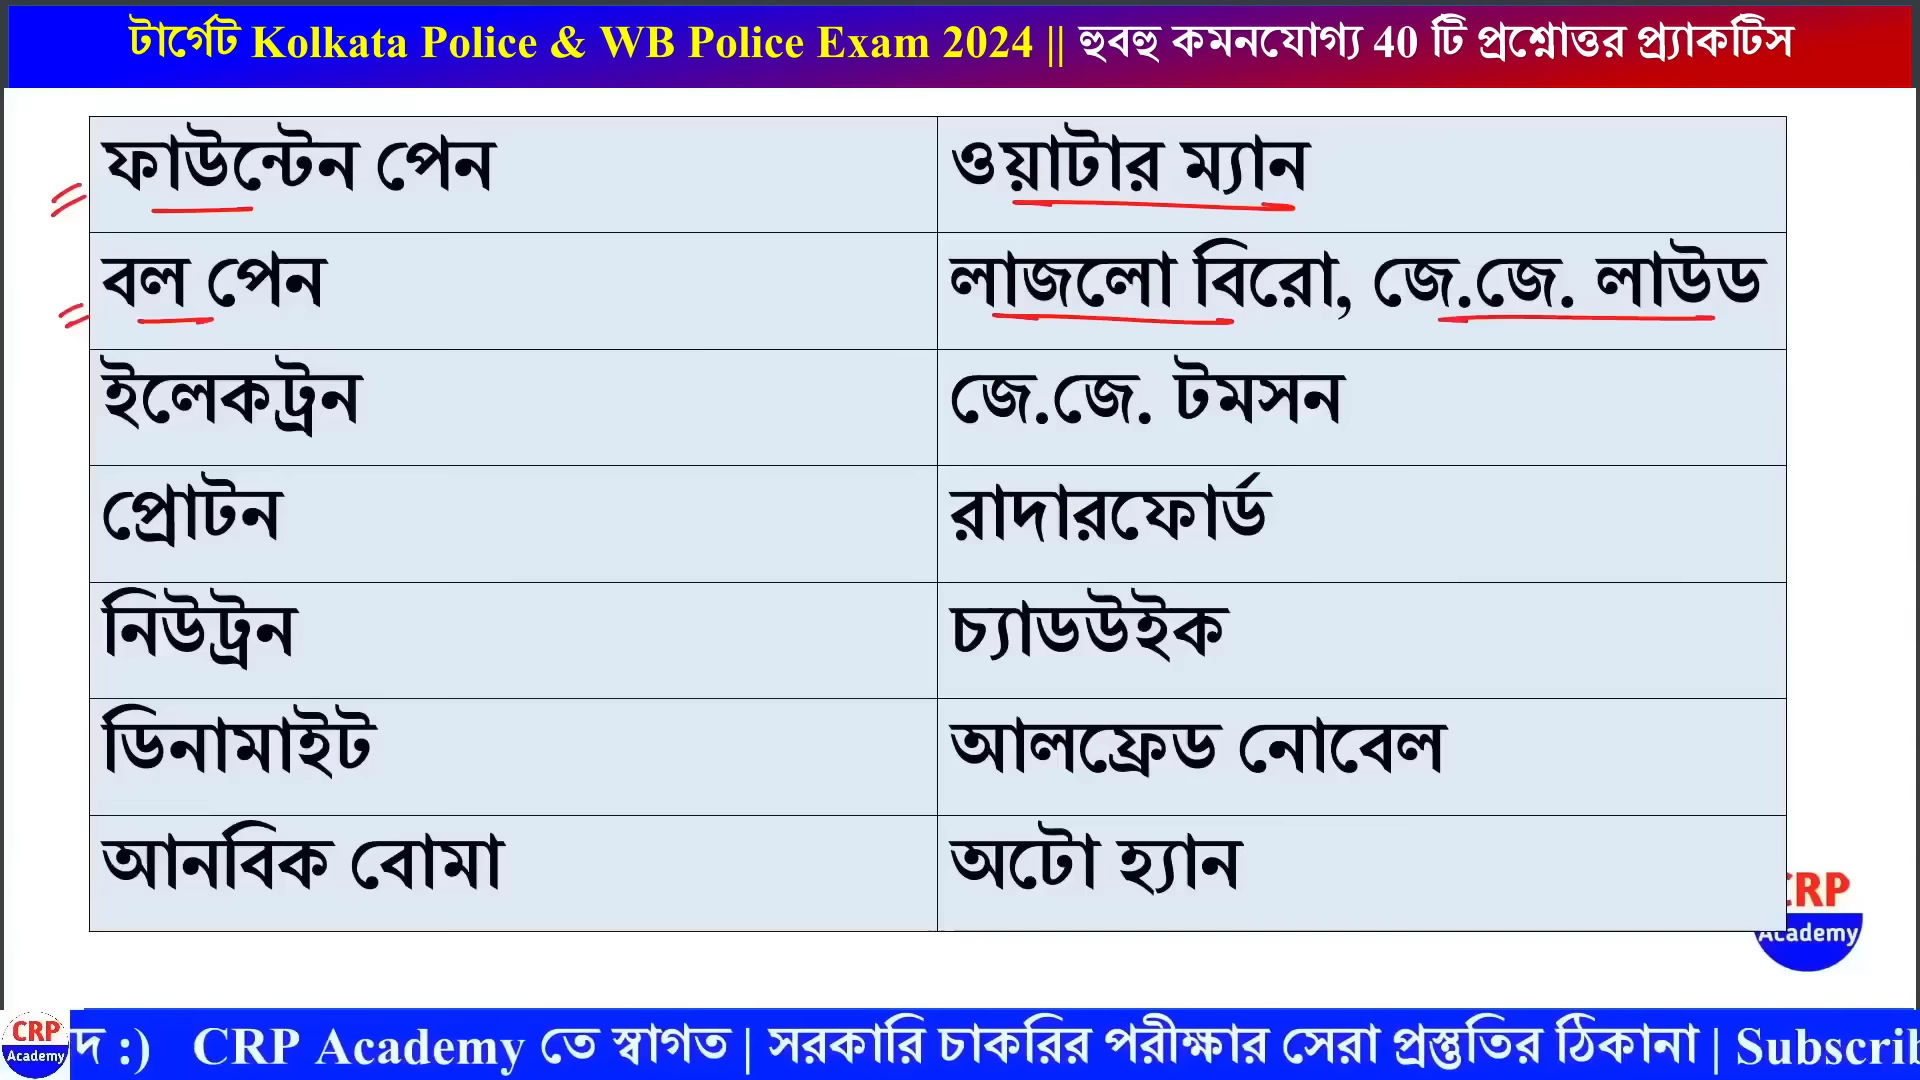 টার্গেট Kolkata Police & WB Police Exam 2024 || হুবহু কমনযোগ্য 40 টি প্রশ্নোত্তর প্র্যাকটিস
ফাউন্টেন পেন ওয়াটার ম্যান
বল পেন লাজলো বিরো, জে.জে. লাউড
ইলেকট্রন জে.জে. টমসন
প্রোটন রাদারফোর্ড
নিউট্রন চ্যাডউইক
ডিনামাইট আলফ্রেড নোবেল
আনবিক বোমা অটো হ্যান
CRP
Academy
CRP
Academy
দ :) CRP Academy তে স্বাগত | সরকারি চাকরির পরীক্ষার সেরা প্রস্তুতির ঠিকানা | Subscrib